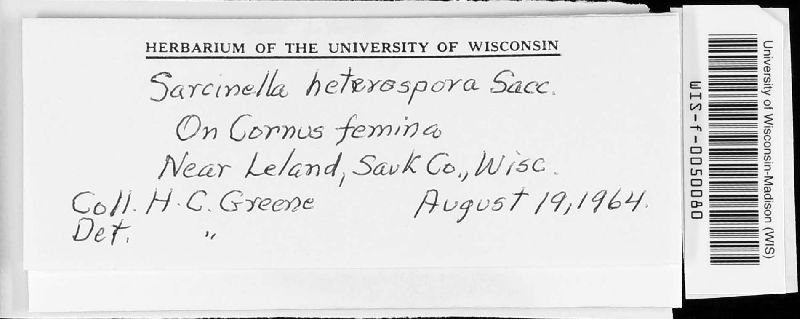 HERBARIUM OF THE UNIVERSITY OF WISCONSIN
Sarcinella heterospora Sacc.
On Cornus femina
Near Leland, Sauk Co., Wisc.
Coll. H. C. Greene August 19, 1964.
Det. "
University of Wisconsin-Madison (WIS)
WIS-f-0050080